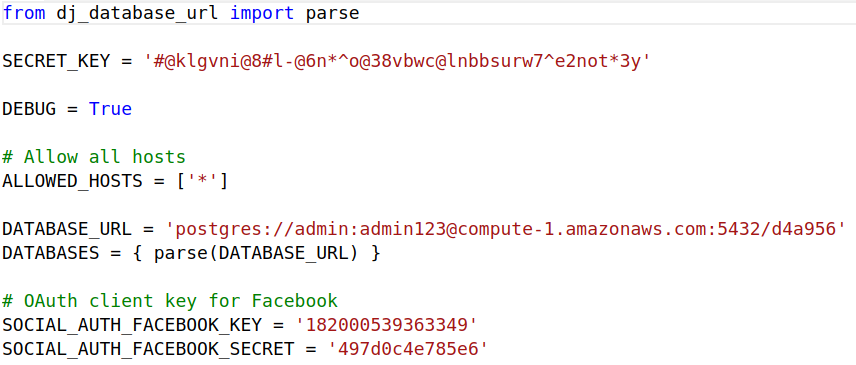 from dj_database_url import parse
SECRET_KEY = '#@klgvni@8#l-@6n*^o@38vbwc@lnbbsurw7^e2not*3y'
DEBUG = True
# Allow all hosts
ALLOWED_HOSTS = ['*']
DATABASE_URL = 'postgres://admin:admin123@compute-1.amazonaws.com:5432/d4a956'
DATABASES = { parse(DATABASE_URL) }
# OAuth client key for Facebook
SOCIAL_AUTH_FACEBOOK_KEY = '182000539363349'
SOCIAL_AUTH_FACEBOOK_SECRET = '497d0c4e785e6'